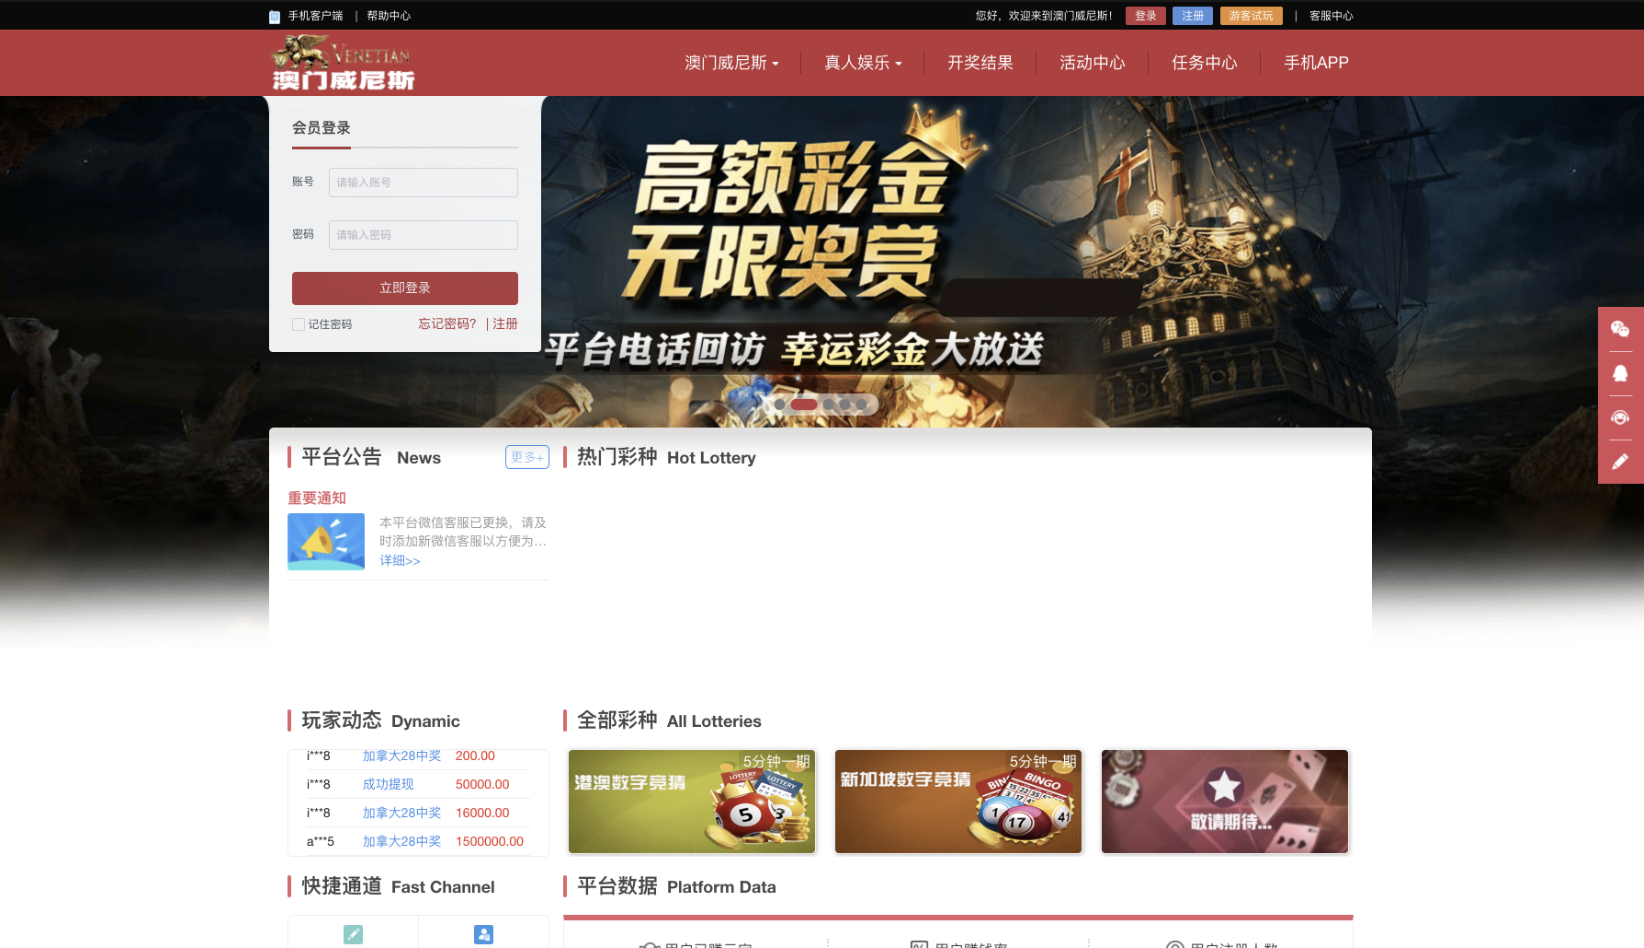 手机客户端 | 帮助中心
您好，欢迎来到澳门威尼斯！ 登录 注册 游客试玩 | 客服中心
VENETIAN
澳门威尼斯
澳门威尼斯 真人娱乐 开奖结果 活动中心 任务中心 手机APP
会员登录
账号 请输入账号
密码 请输入密码
立即登录
记住密码 忘记密码？ | 注册
高额彩金
无限奖赏
平台电话回访 幸运彩金大放送
平台公告 News 更多+
重要通知
本平台微信客服已更换，请及
时添加新微信客服以方便为...
详细>>
热门彩种 Hot Lottery
玩家动态 Dynamic
i***8 加拿大28中奖 200.00
i***8 成功提现 50000.00
i***8 加拿大28中奖 16000.00
a***5 加拿大28中奖 1500000.00
全部彩种 All Lotteries
5分钟一期
港澳数字竞猜
LOTTERY
LOTTERY
5 3
5分钟一期
新加坡数字竞猜
BINGO
1 17 41
敬请期待...
快捷通道 Fast Channel
平台数据 Platform Data